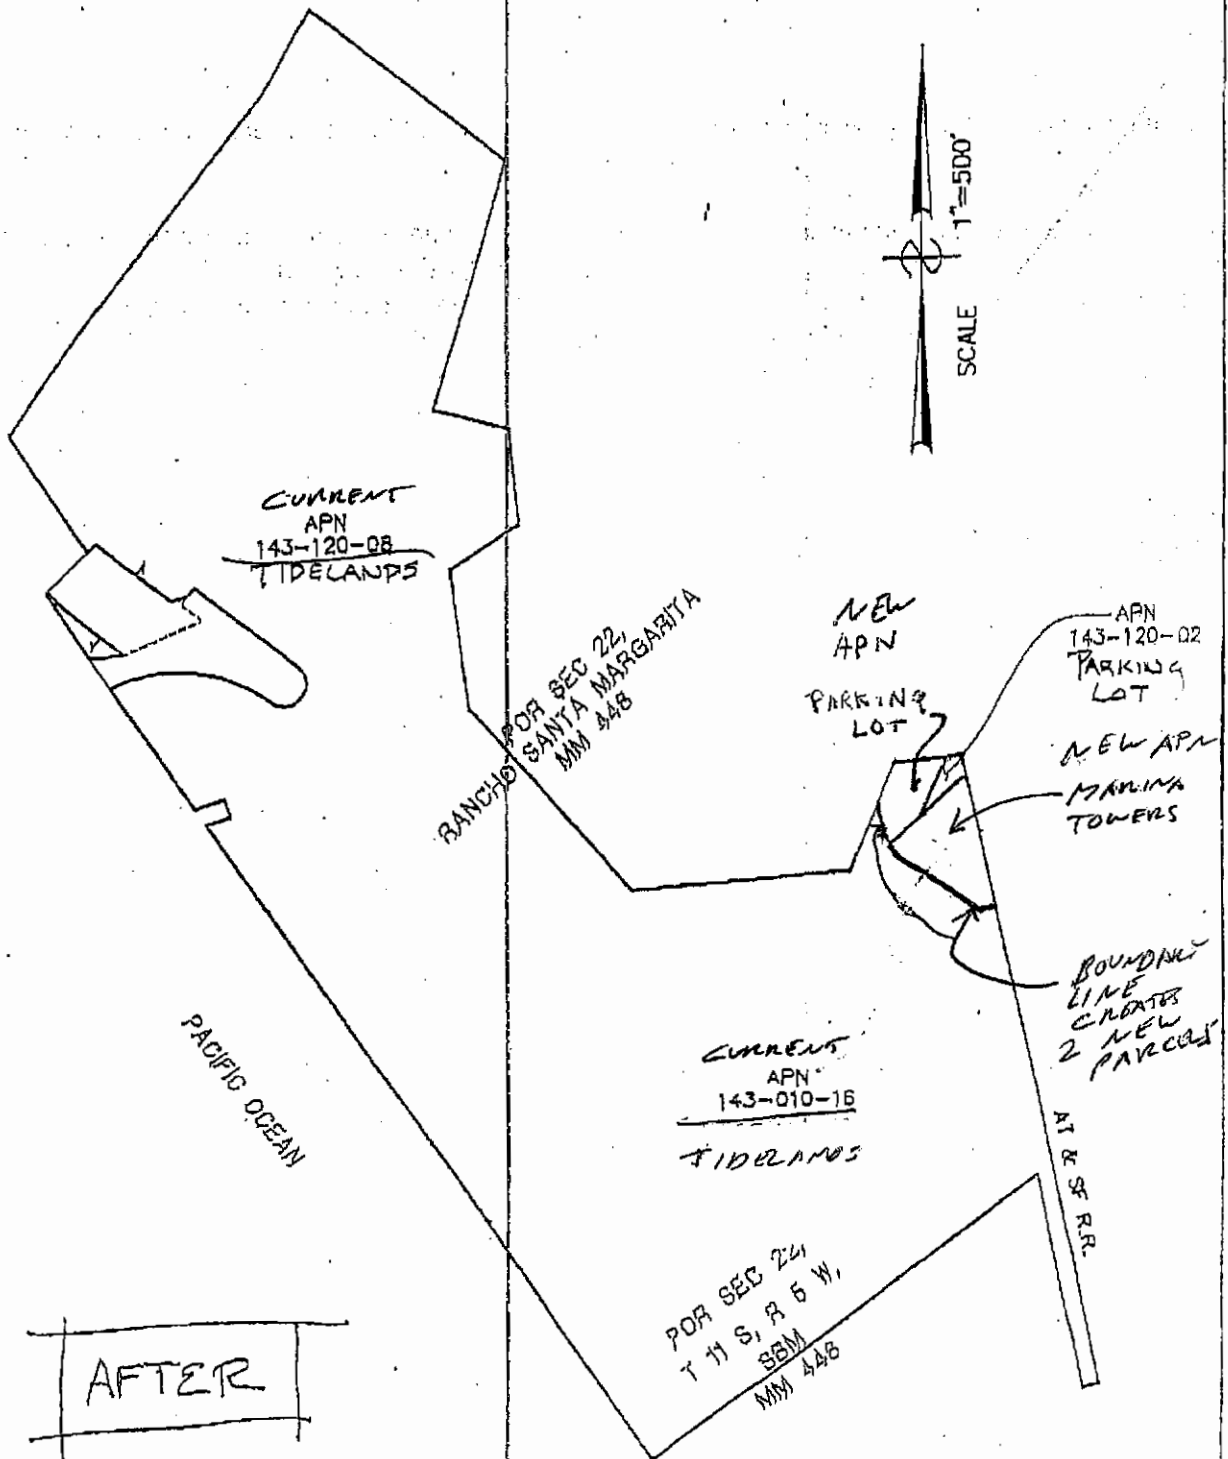 1"=500'
SCALE
CURRENT
APN
143-120-08
TIDELANDS
POR SEC 22,
RANCHO SANTA MARGARITA
MM 448
NEW
APN
PARKING
LOT
APN
143-120-02
PARKING
LOT
NEW APN
MARINA
TOWERS
BOUNDARY
LINE
CREATES
2 NEW
PARCELS
PACIFIC OCEAN
CURRENT
APN
143-010-16
TIDELANDS
AT & SF R.R.
POR SEC 22,
T 11 S, R 5 W,
SBM
MM 448
AFTER